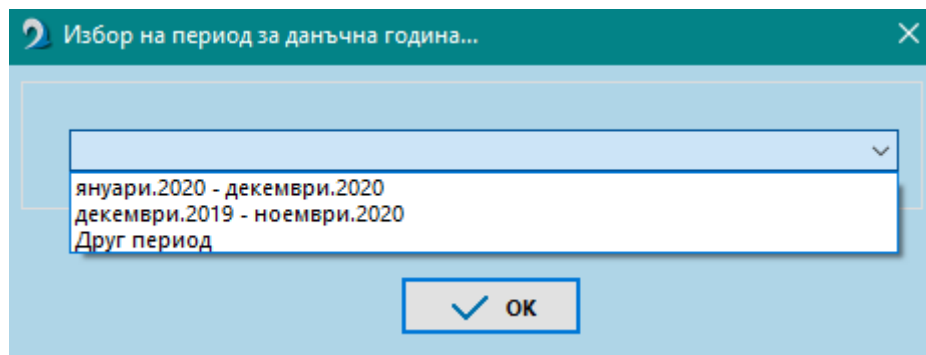 Избор на период за данъчна година...
януари.2020 - декември.2020
декември.2019 - ноември.2020
Друг период
OK